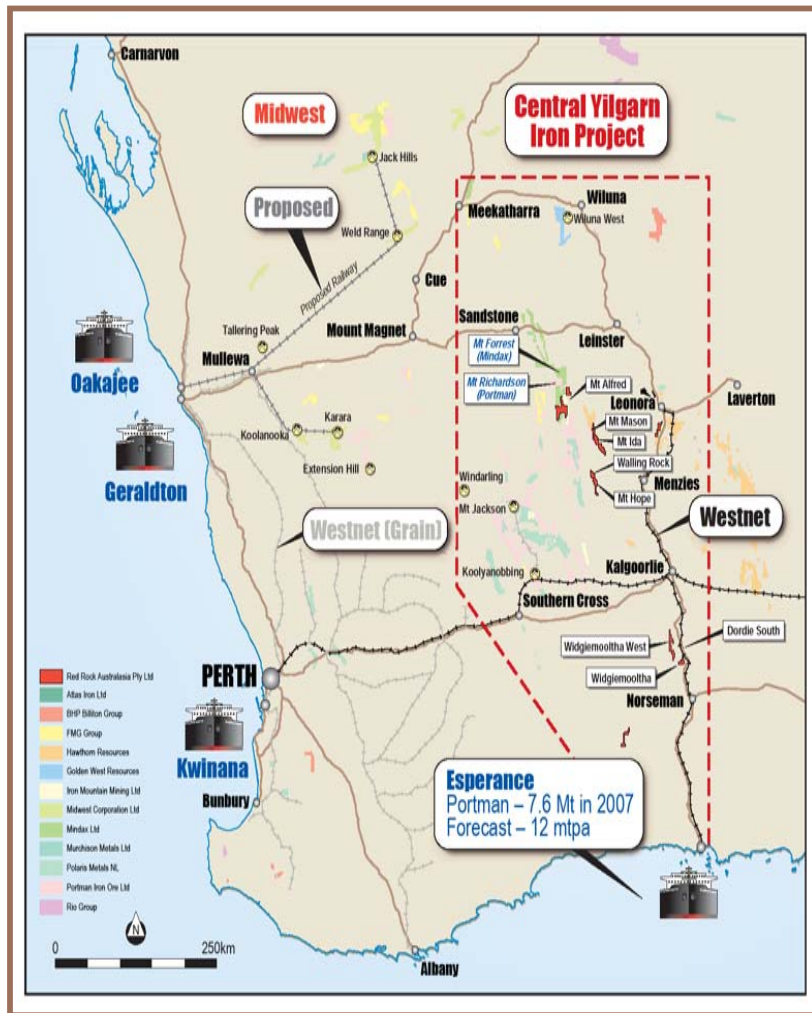 Carnarvon
Midwest
Central Yilgarn
Iron Project
Jack Hills
Proposed
Meekatharra
Wiluna
Wiluna West
Weld Range
Proposed Railway
Cue
Sandstone
Tallering Peak
Mount Magnet
Leinster
Mt Forrest
(Mindax)
Mullewa
Oakajee
Mt Richardson
(Portman)
Mt Alfred
Leonora
Laverton
Karara
Koolanooka
Mt Mason
Mt Ida
Geraldton
Extension Hill
Windarling
Walling Rock
Menzies
Mt Jackson
Mt Hope
Westnet (Grain)
Westnet
Koolyanobbing
Kalgoorlie
Southern Cross
Dordie South
Widgiemooltha West
Widgiemooltha
PERTH
Norseman
Kwinana
Bunbury
Esperance
Portman – 7.6 Mt in 2007
Forecast – 12 mtpa
Red Rock Australasia Pty Ltd
Atlas Iron Ltd
BHP Billiton Group
FMG Group
Hawthorn Resources
Golden West Resources
Iron Mountain Mining Ltd
Midwest Corporation Ltd
Mindax Ltd
Murchison Metals Ltd
Polaris Metals NL
Portman Iron Ore Ltd
Rio Group
N
0 250km
Albany